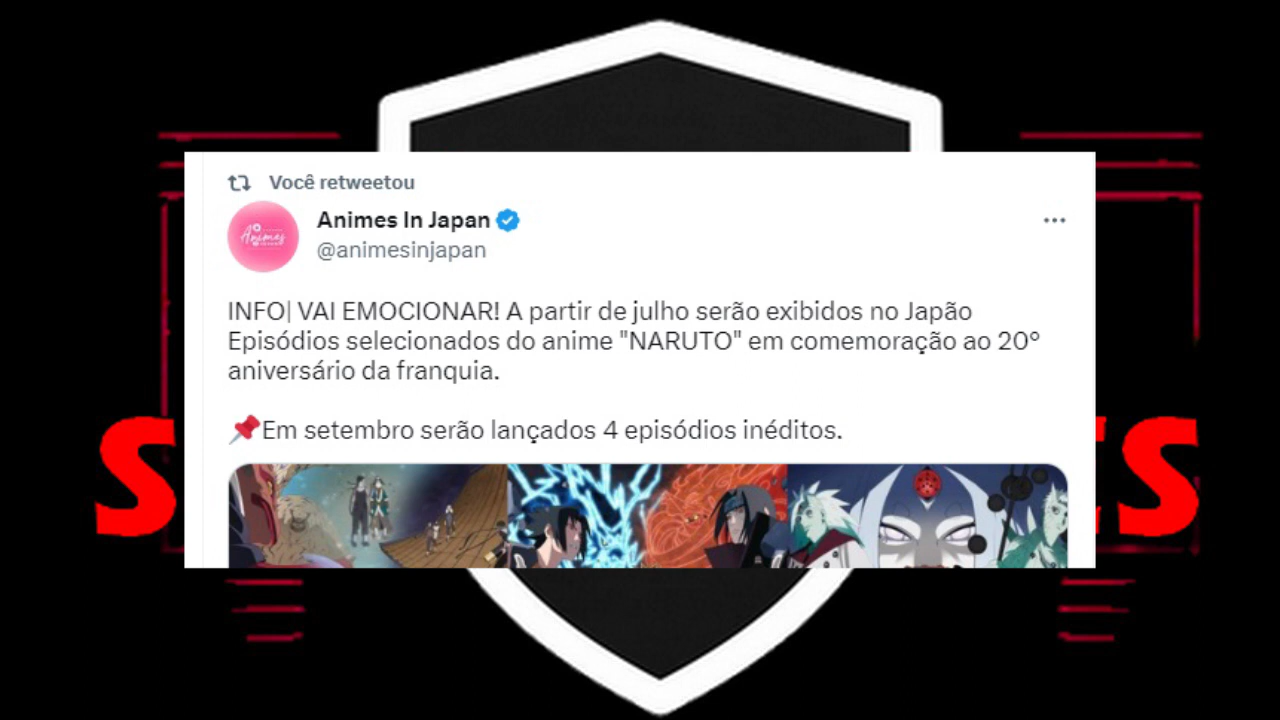 Você retweetou
Animes In Japan
@animesinjapan
INFO| VAI EMOCIONAR! A partir de julho serão exibidos no Japão
Episódios selecionados do anime "NARUTO" em comemoração ao 20°
aniversário da franquia.
📌Em setembro serão lançados 4 episódios inéditos.